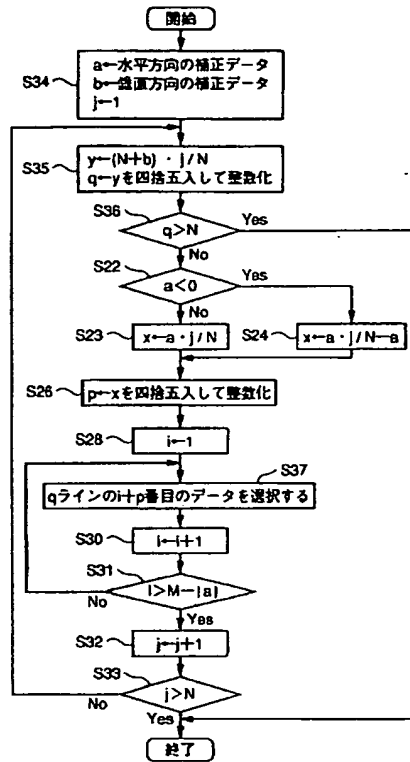 開始
S34
a←水平方向の補正データ
b←垂直方向の補正データ
j←1
S35
y←(N+b)・j/N
q←yを四捨五入して整数化
S36
q>N
Yes
No
S22
a<0
Yes
No
S23
x←a・j/N
S24
x←a・j/N−a
S26
p←xを四捨五入して整数化
S28
i←1
S37
qラインのi+p番目のデータを選択する
S30
i←i+1
S31
i>M−|a|
No
Yes
S32
j←j+1
S33
j>N
No
Yes
終了